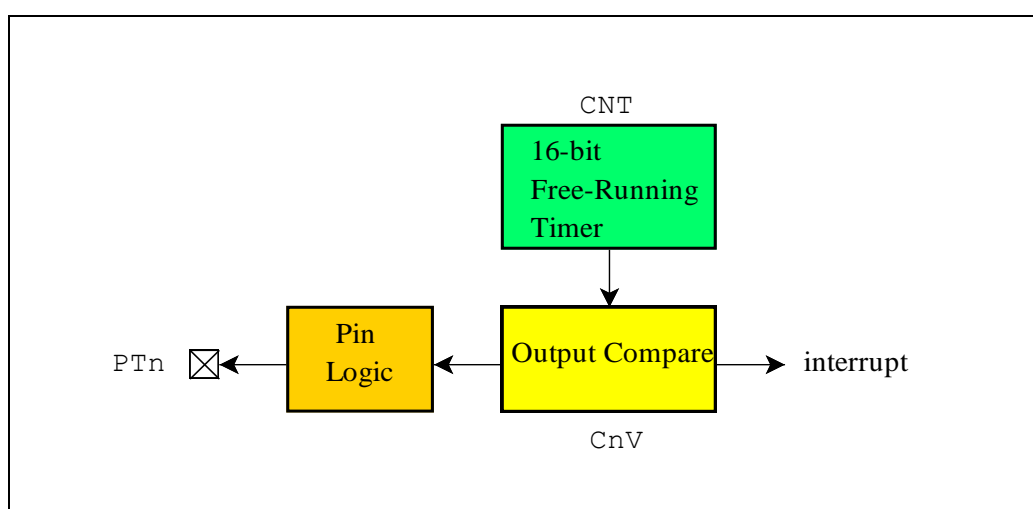 CNT
16-bit
Free-Running
Timer
Pin
Logic
Output Compare
PTn
interrupt
CnV